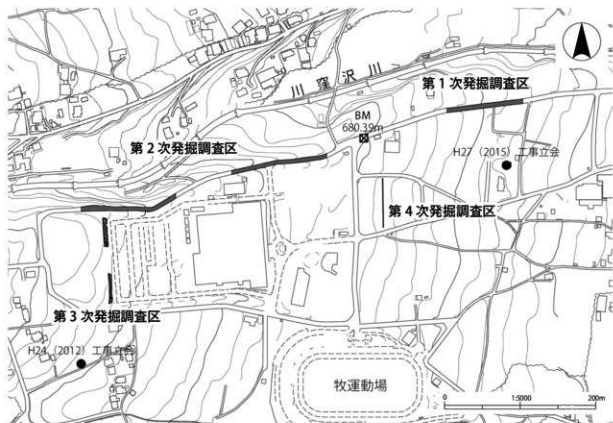 川窪沢川
第1次発掘調査区
BM
680.39m
第2次発掘調査区
H27（2015）工事立会
第4次発掘調査区
第3次発掘調査区
H24（2012）工事立会
牧運動場
0
1:5000
200m